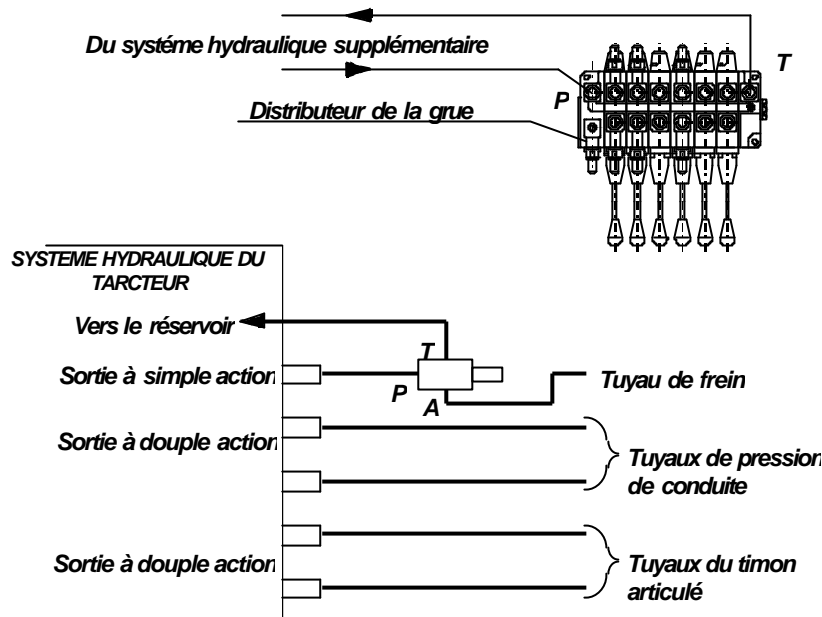 Du systéme hydraulique supplémentaire
T
P
Distributeur de la grue
SYSTEME HYDRAULIQUE DU
TARCTEUR
Vers le réservoir
T
Sortie à simple action
P
A
Tuyau de frein
Sortie à douple action
Tuyaux de pression
de conduite
Sortie à douple action
Tuyaux du timon
articulé